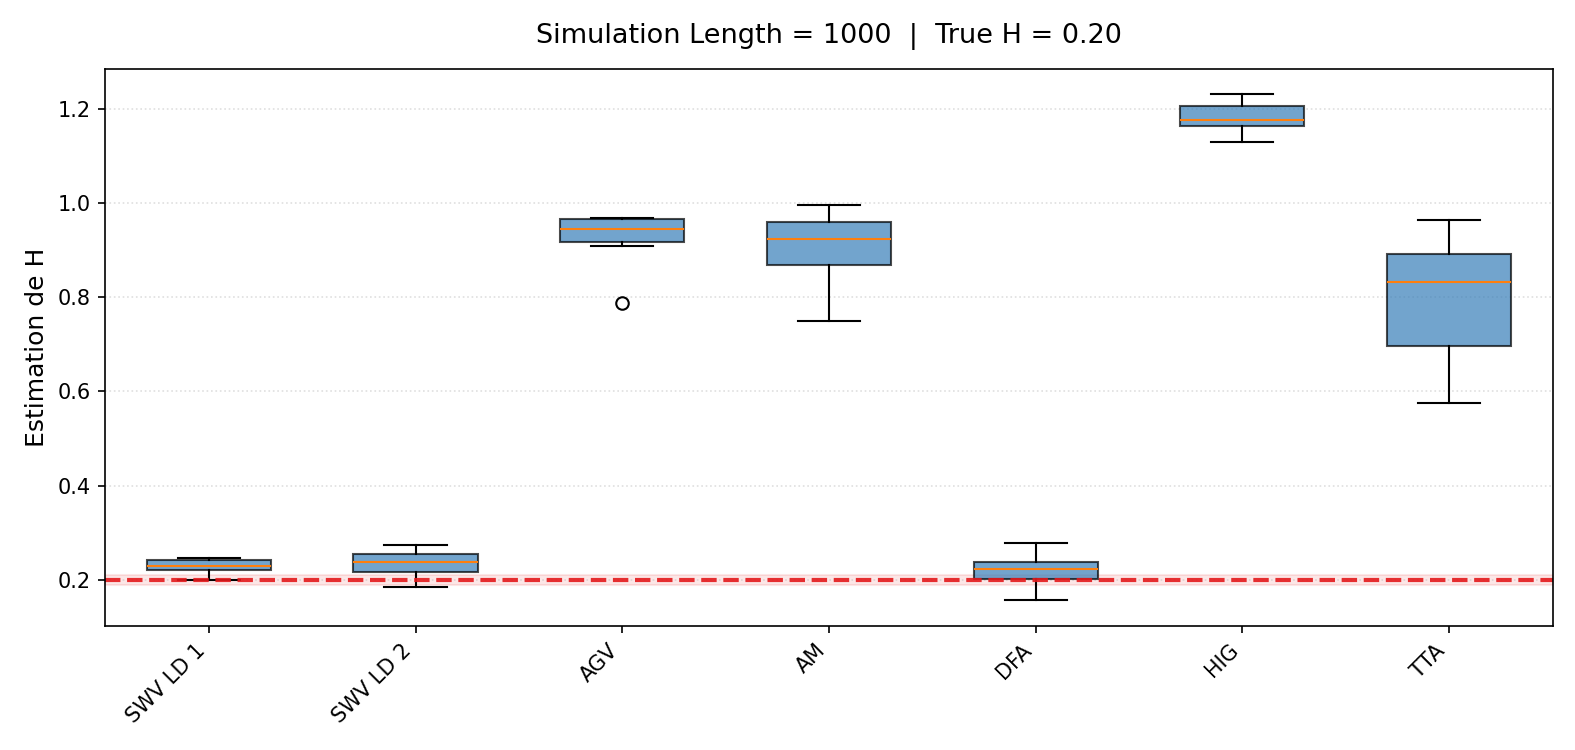 Simulation Length = 1000 | True H = 0.20
Estimation de H
1.2
1.0
0.8
0.6
0.4
0.2
SWV LD 1
SWV LD 2
AGV
AM
DFA
HIG
TTA